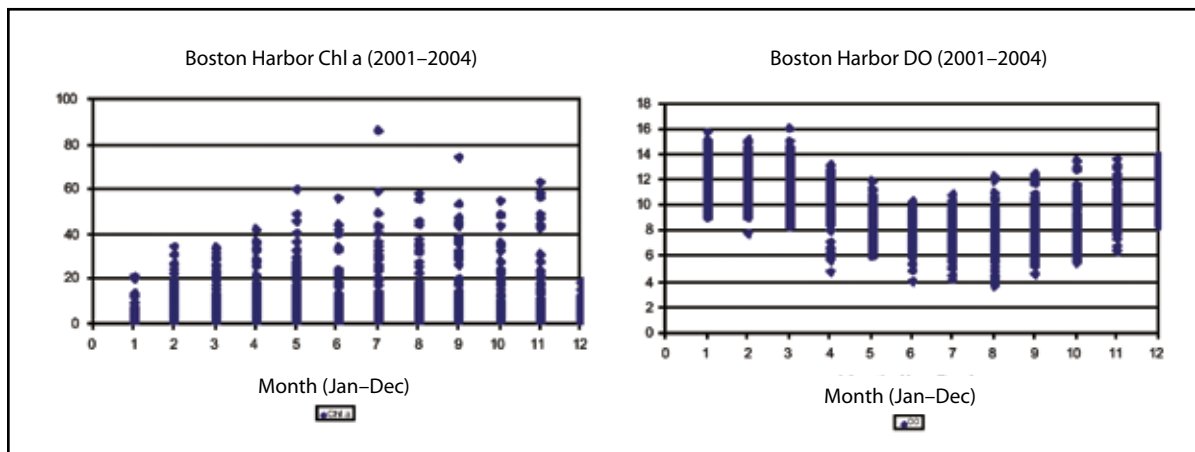 Boston Harbor Chl a (2001–2004)
100
80
60
40
20
0
0 1 2 3 4 5 6 7 8 9 10 11 12
Month (Jan–Dec)
Chl a
Boston Harbor DO (2001–2004)
18
16
14
12
10
8
6
4
2
0
0 1 2 3 4 5 6 7 8 9 10 11 12
Month (Jan–Dec)
DO